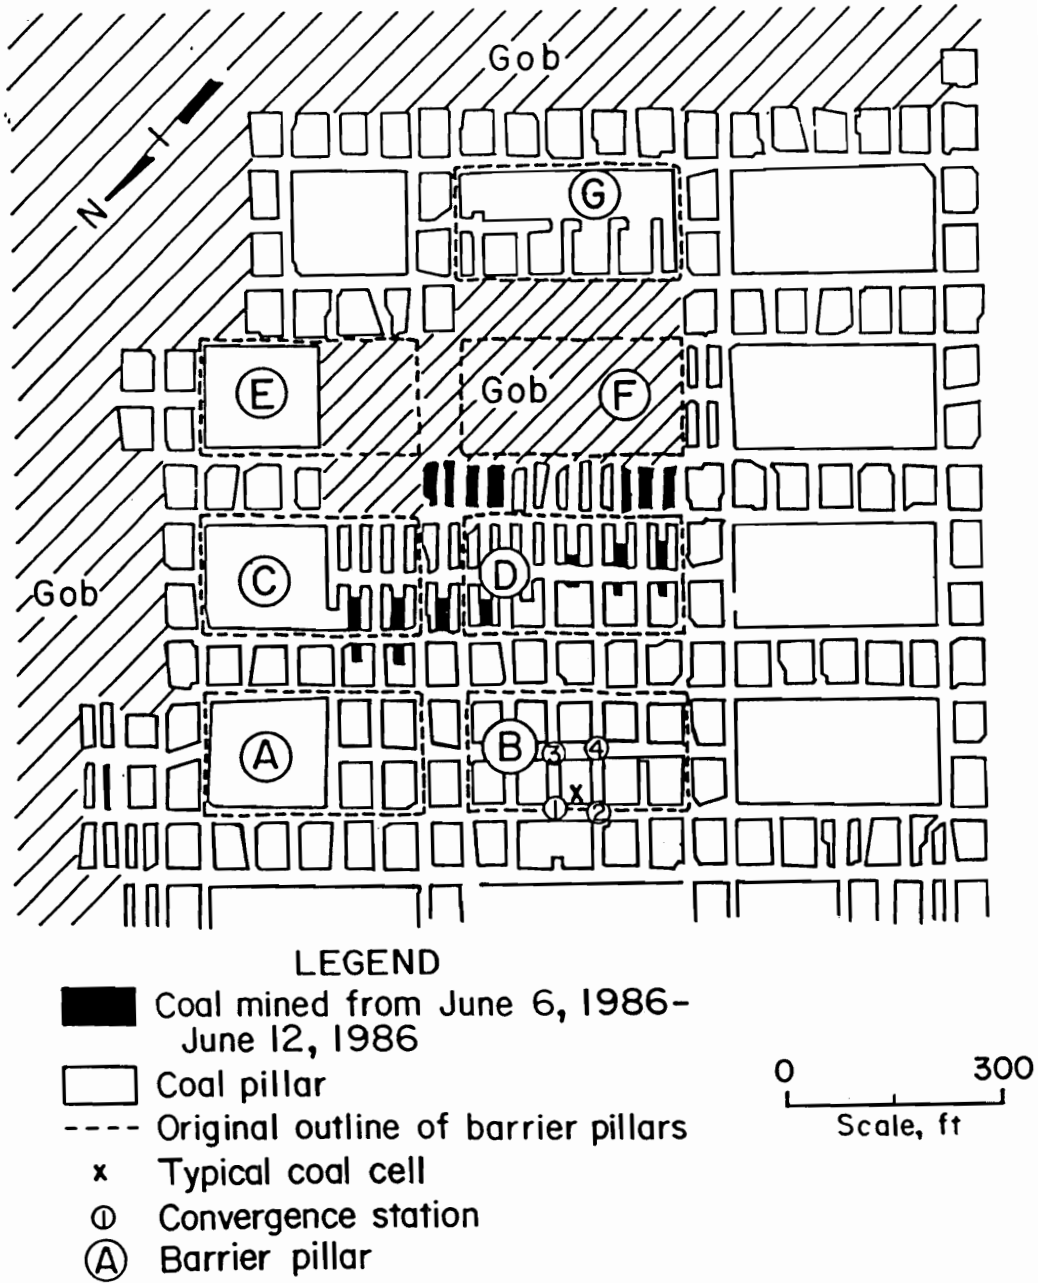 Gob
N
G
E
Gob
F
C
D
Gob
A
B
3
4
x
1
2
LEGEND
Coal mined from June 6, 1986-
June 12, 1986
Coal pillar
Original outline of barrier pillars
x Typical coal cell
1 Convergence station
A Barrier pillar
0 300
Scale, ft